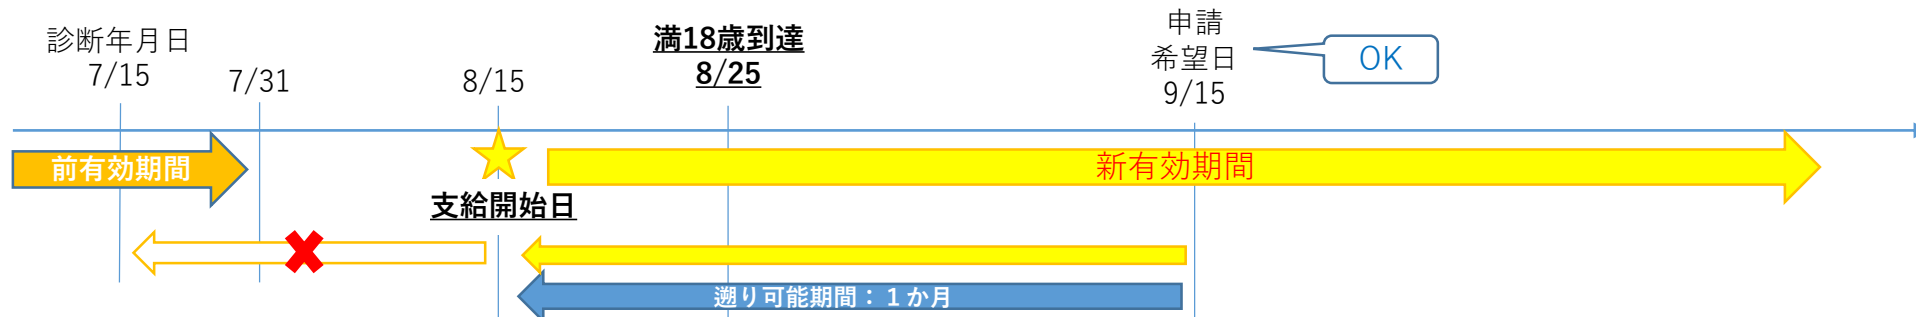 診断年月日
7/15
7/31
8/15
満18歳到達
8/25
申請
希望日
9/15
OK
前有効期間
新有効期間
支給開始日
遡り可能期間：１か月